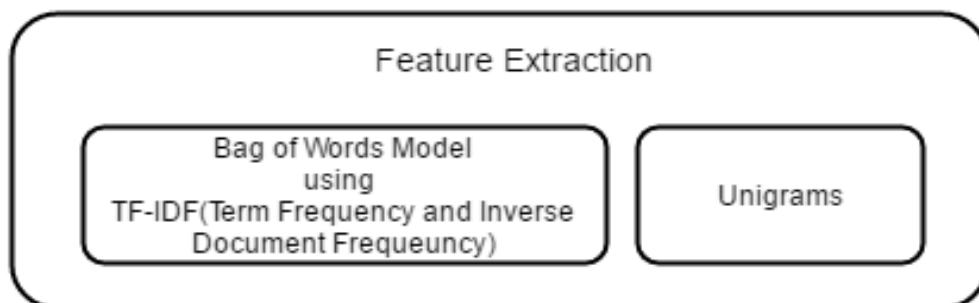 Feature Extraction
Bag of Words Model
using
TF-IDF(Term Frequency and Inverse
Document Frequeuncy)
Unigrams